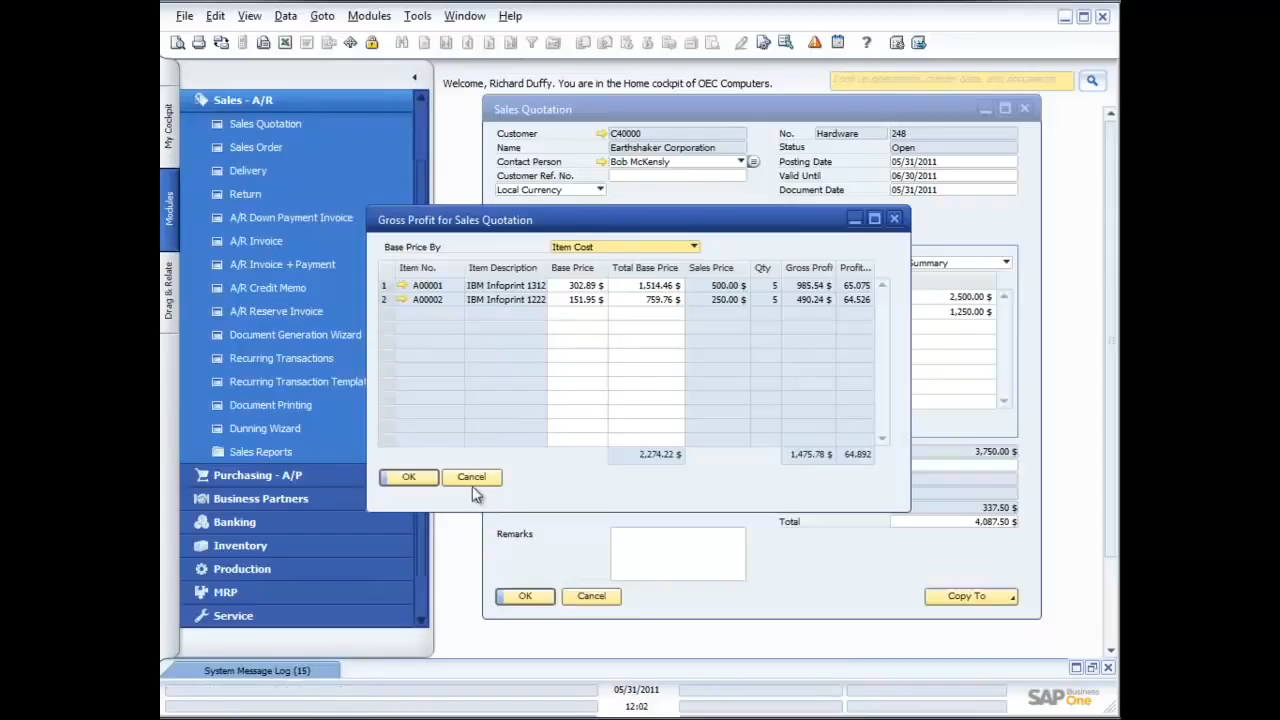 File Edit View Data Goto Modules Tools Window Help
Welcome, Richard Duffy. You are in the Home cockpit of OEC Computers.
My Cockpit
Modules
Drag & Relate
Sales - A/R
Sales Quotation
Sales Order
Delivery
Return
A/R Down Payment Invoice
A/R Invoice
A/R Invoice + Payment
A/R Credit Memo
A/R Reserve Invoice
Document Generation Wizard
Recurring Transactions
Recurring Transaction Templat
Document Printing
Dunning Wizard
Sales Reports
Purchasing - A/P
Business Partners
Banking
Inventory
Production
MRP
Service
Sales Quotation
Customer C40000 No. Hardware 248
Name Earthshaker Corporation Status Open
Contact Person Bob McKensly Posting Date 05/31/2011
Customer Ref. No. Valid Until 06/30/2011
Local Currency Document Date 05/31/2011
Summary
2,500.00 $
1,250.00 $
3,750.00 $
337.50 $
Total 4,087.50 $
Remarks
OK Cancel Copy To
Gross Profit for Sales Quotation
Base Price By Item Cost
Item No. Item Description Base Price Total Base Price Sales Price Qty Gross Profi Profit...
1 A00001 IBM Infoprint 1312 302.89 $ 1,514.46 $ 500.00 $ 5 985.54 $ 65.075
2 A00002 IBM Infoprint 1222 151.95 $ 759.76 $ 250.00 $ 5 490.24 $ 64.526
2,274.22 $ 1,475.78 $ 64.892
OK Cancel
System Message Log (15)
05/31/2011
12:02
SAP Business One